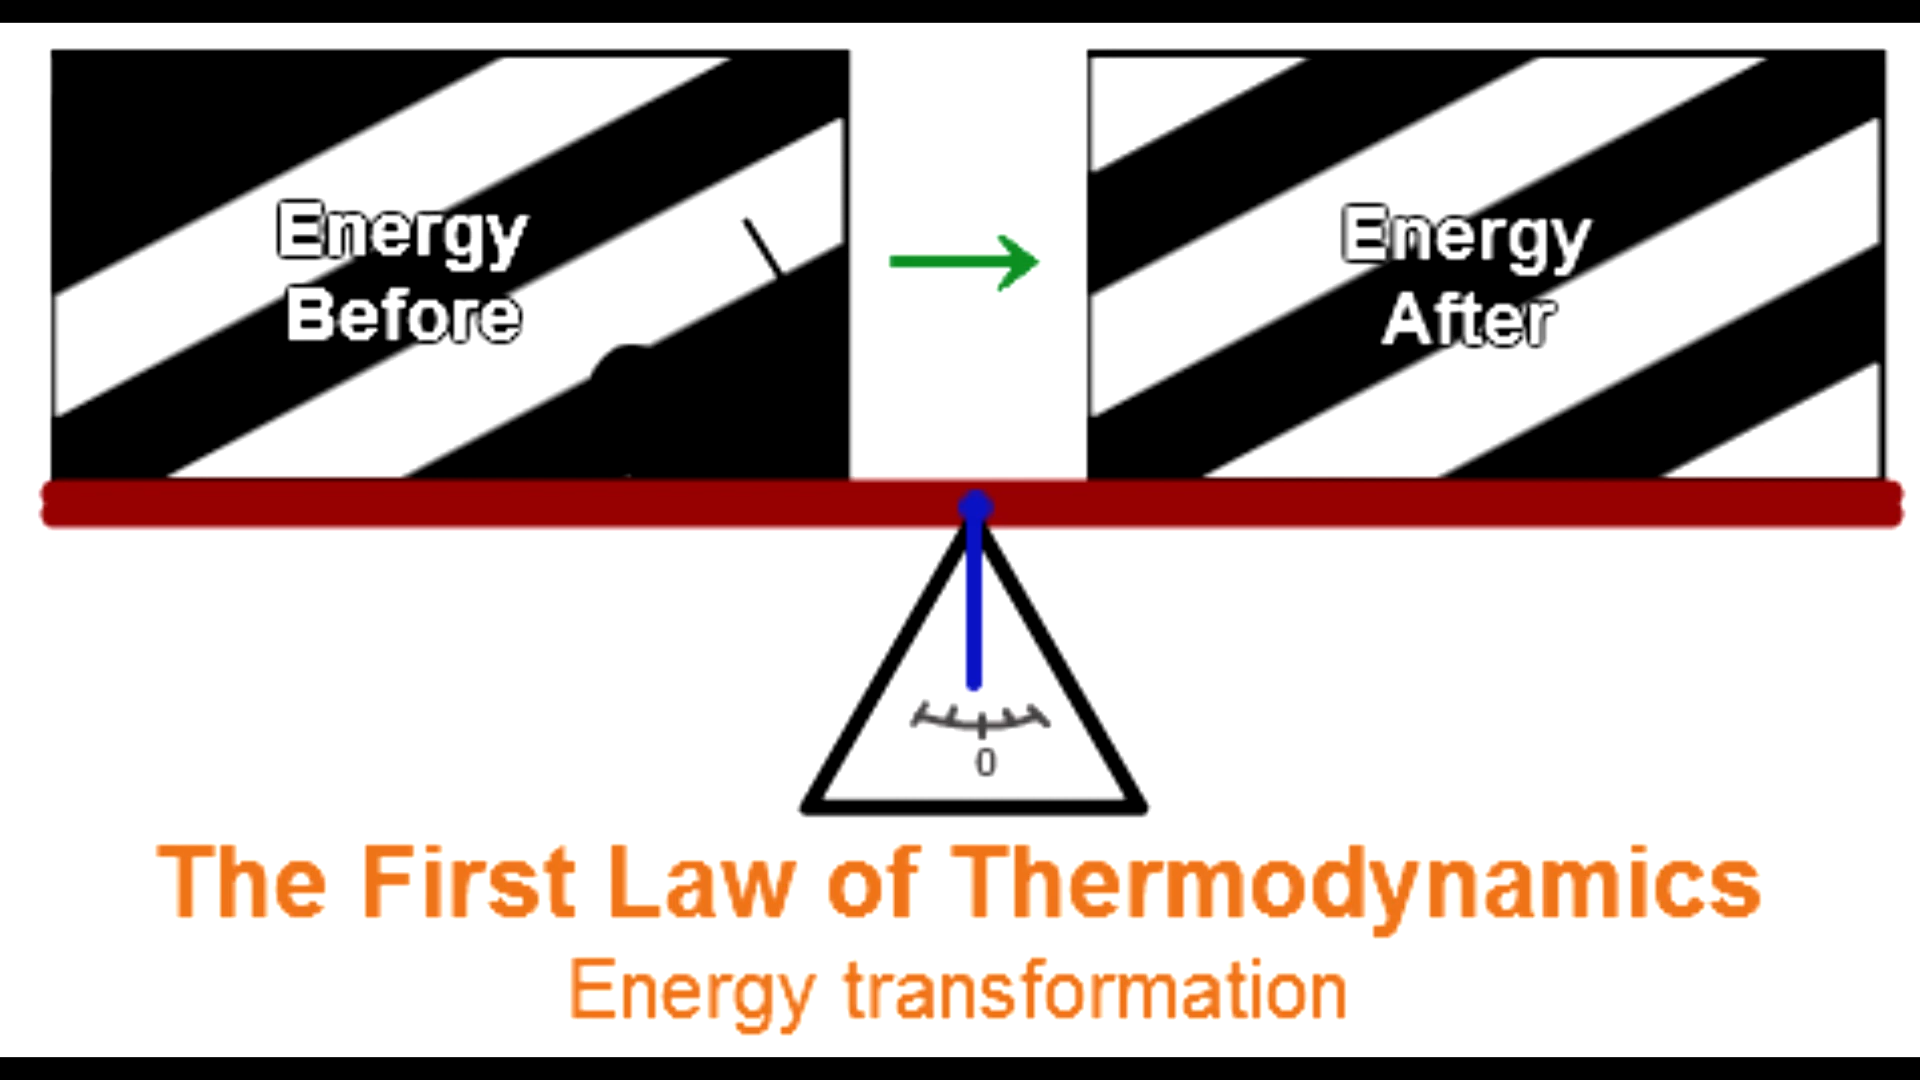 Energy
Before
Energy
After
0
The First Law of Thermodynamics
Energy transformation